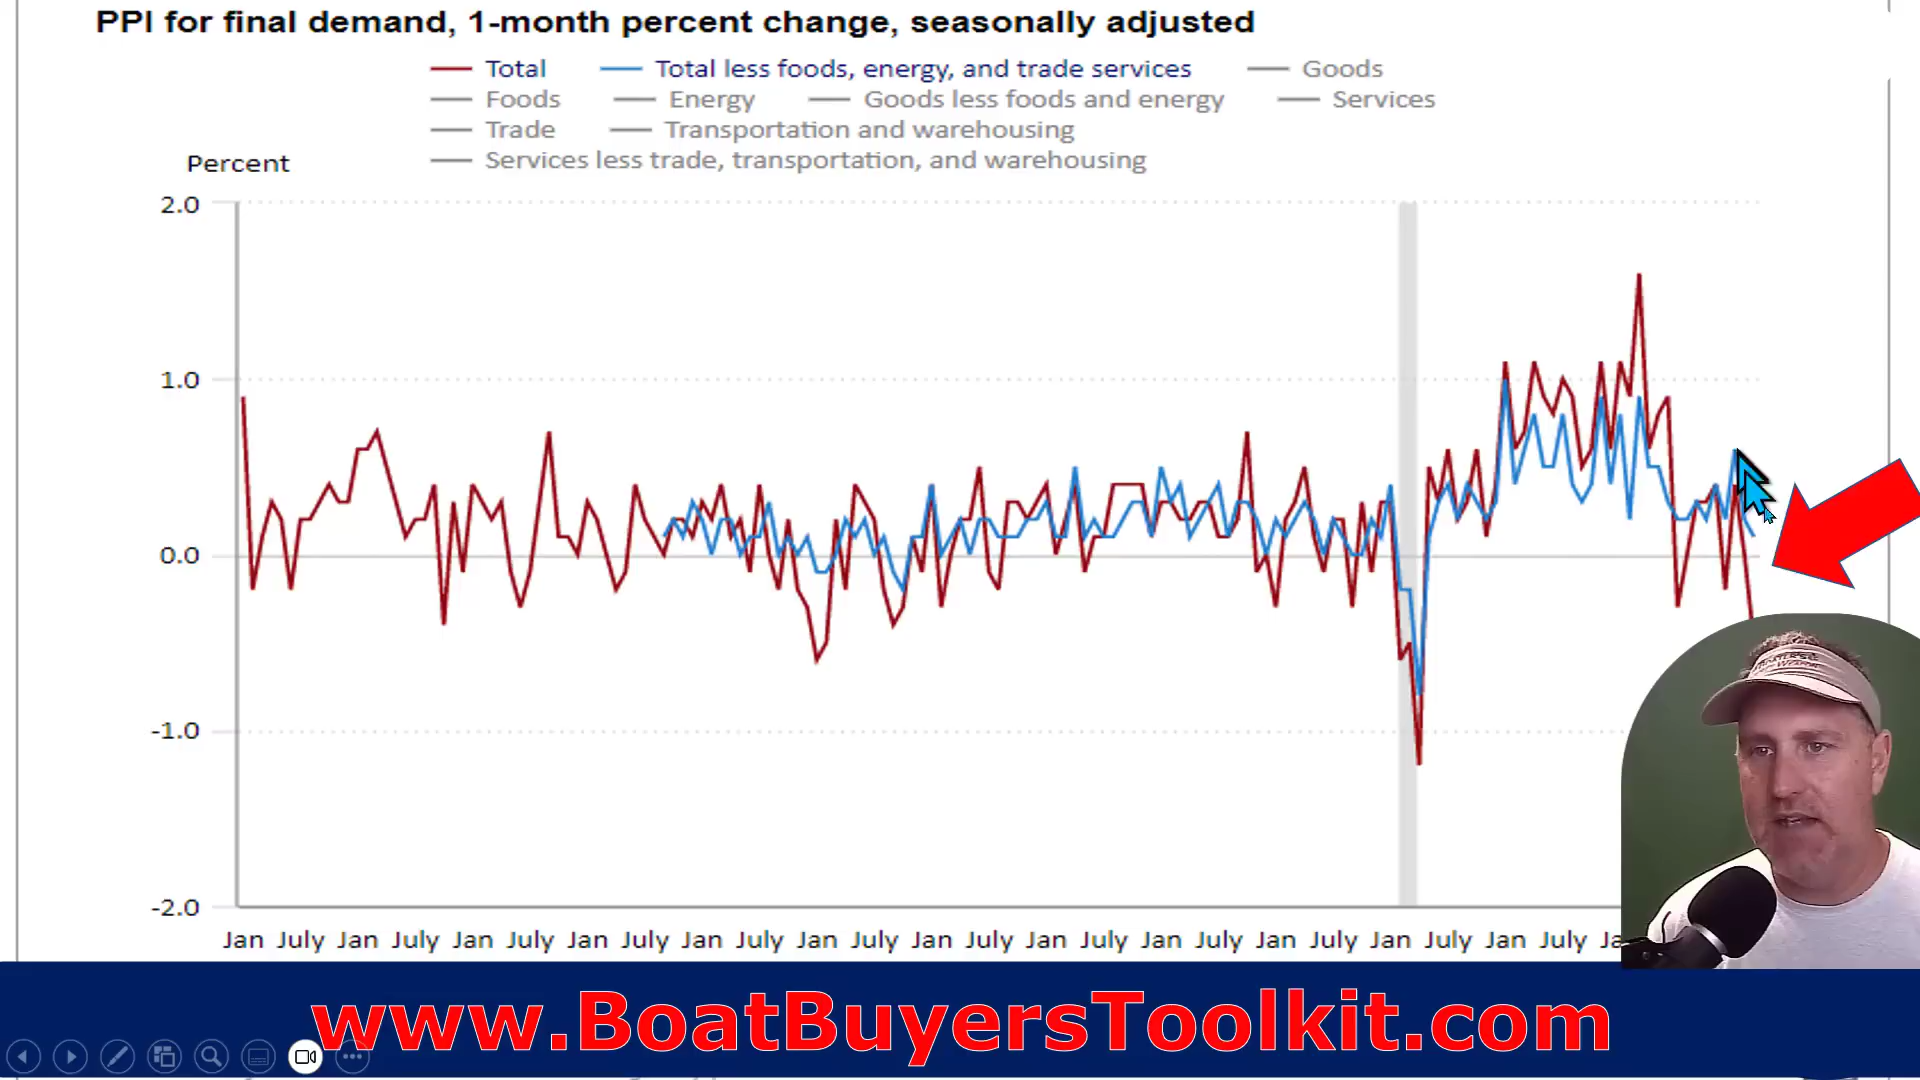 PPI for final demand, 1-month percent change, seasonally adjusted
Total Total less foods, energy, and trade services Goods
Foods Energy Goods less foods and energy Services
Trade Transportation and warehousing
Services less trade, transportation, and warehousing
Percent
2.0
1.0
0.0
-1.0
-2.0
Jan July Jan July Jan July Jan July Jan July Jan July Jan July Jan July Jan July Jan July Jan July Jan July
www.BoatBuyersToolkit.com